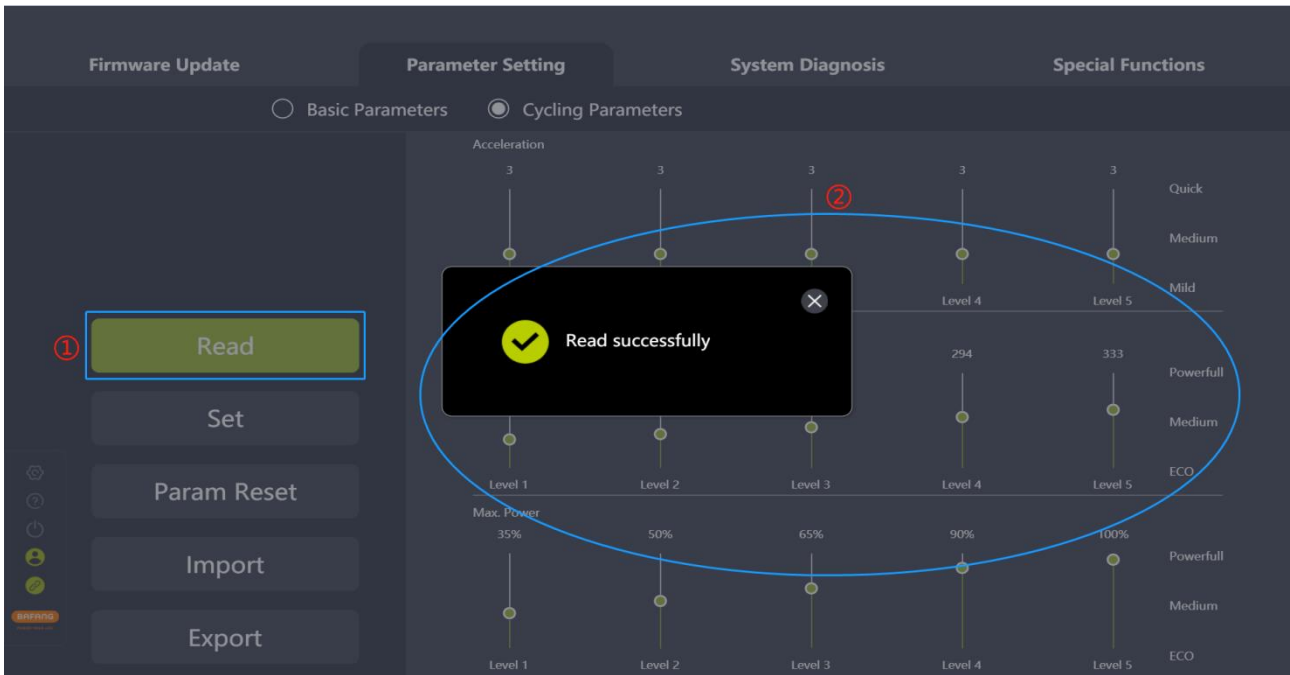 Firmware Update Parameter Setting System Diagnosis Special Functions
Basic Parameters Cycling Parameters
Acceleration
3 3 3 3 3
②
Quick
Medium
Mild
Level 4 Level 5
Read successfully
①
Read
Set
Param Reset
Import
Export
BAFANG
294 333
Powerfull
Medium
ECO
Level 1 Level 2 Level 3 Level 4 Level 5
Max. Power
35% 50% 65% 90% 100%
Powerfull
Medium
ECO
Level 1 Level 2 Level 3 Level 4 Level 5